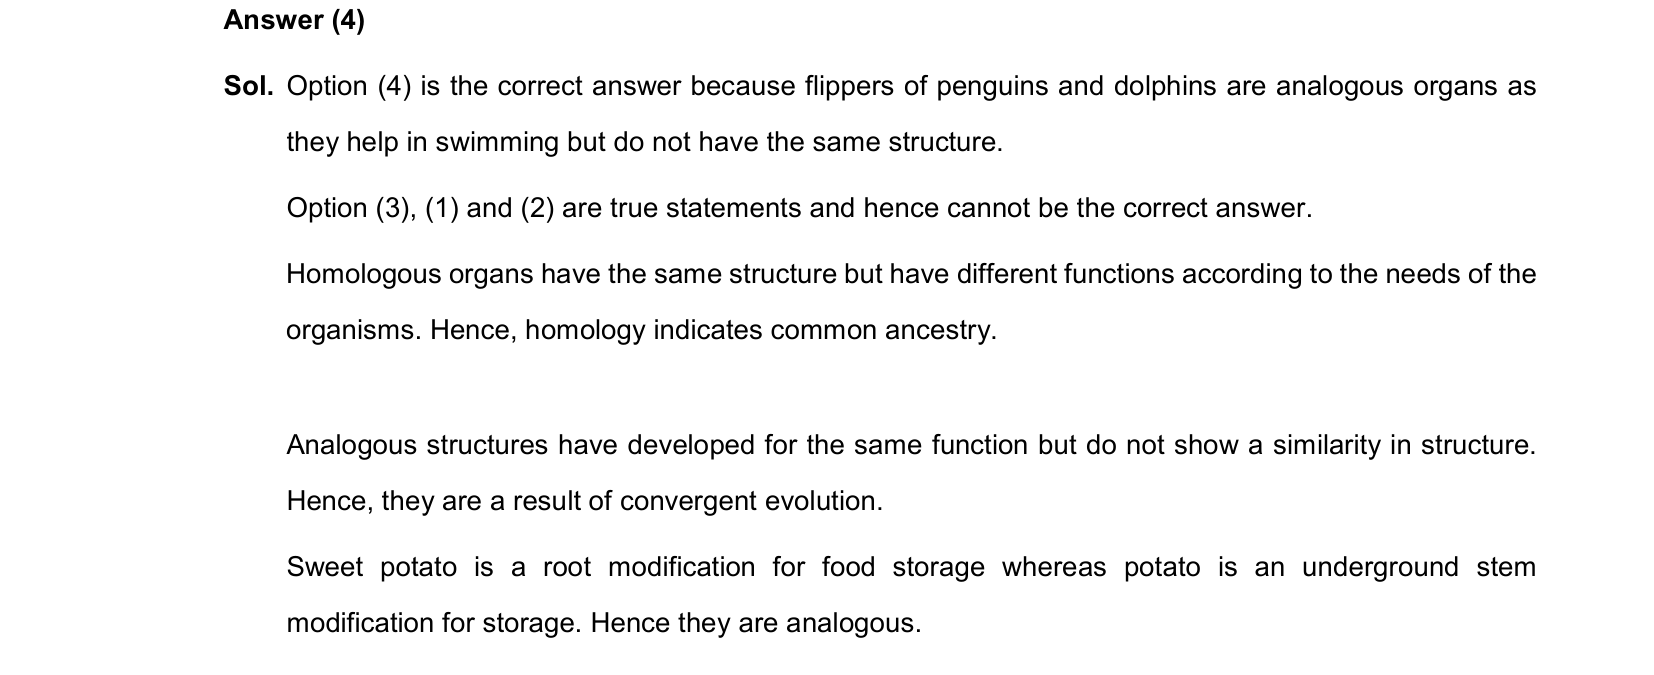 Answer (4)
Sol. Option (4) is the correct answer because flippers of penguins and dolphins are analogous organs as
they help in swimming but do not have the same structure.
Option (3), (1) and (2) are true statements and hence cannot be the correct answer.
Homologous organs have the same structure but have different functions according to the needs of the
organisms. Hence, homology indicates common ancestry.
Analogous structures have developed for the same function but do not show a similarity in structure.
Hence, they are a result of convergent evolution.
Sweet potato is a root modification for food storage whereas potato is an underground stem
modification for storage. Hence they are analogous.